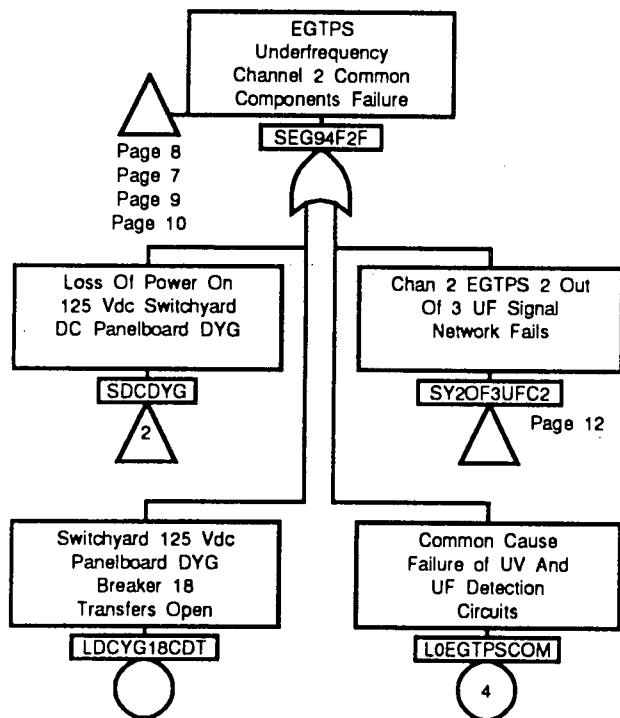 EGTPS
Underfrequency
Channel 2 Common
Components Failure
SEG94F2F
Page 8
Page 7
Page 9
Page 10
Loss Of Power On
125 Vdc Switchyard
DC Panelboard DYG
SDCDYG
2
Chan 2 EGTPS 2 Out
Of 3 UF Signal
Network Fails
SY2OF3UFC2
Page 12
Switchyard 125 Vdc
Panelboard DYG
Breaker 18
Transfers Open
LDCYG18CDT
Common Cause
Failure of UV And
UF Detection
Circuits
L0EGTPSCOM
4